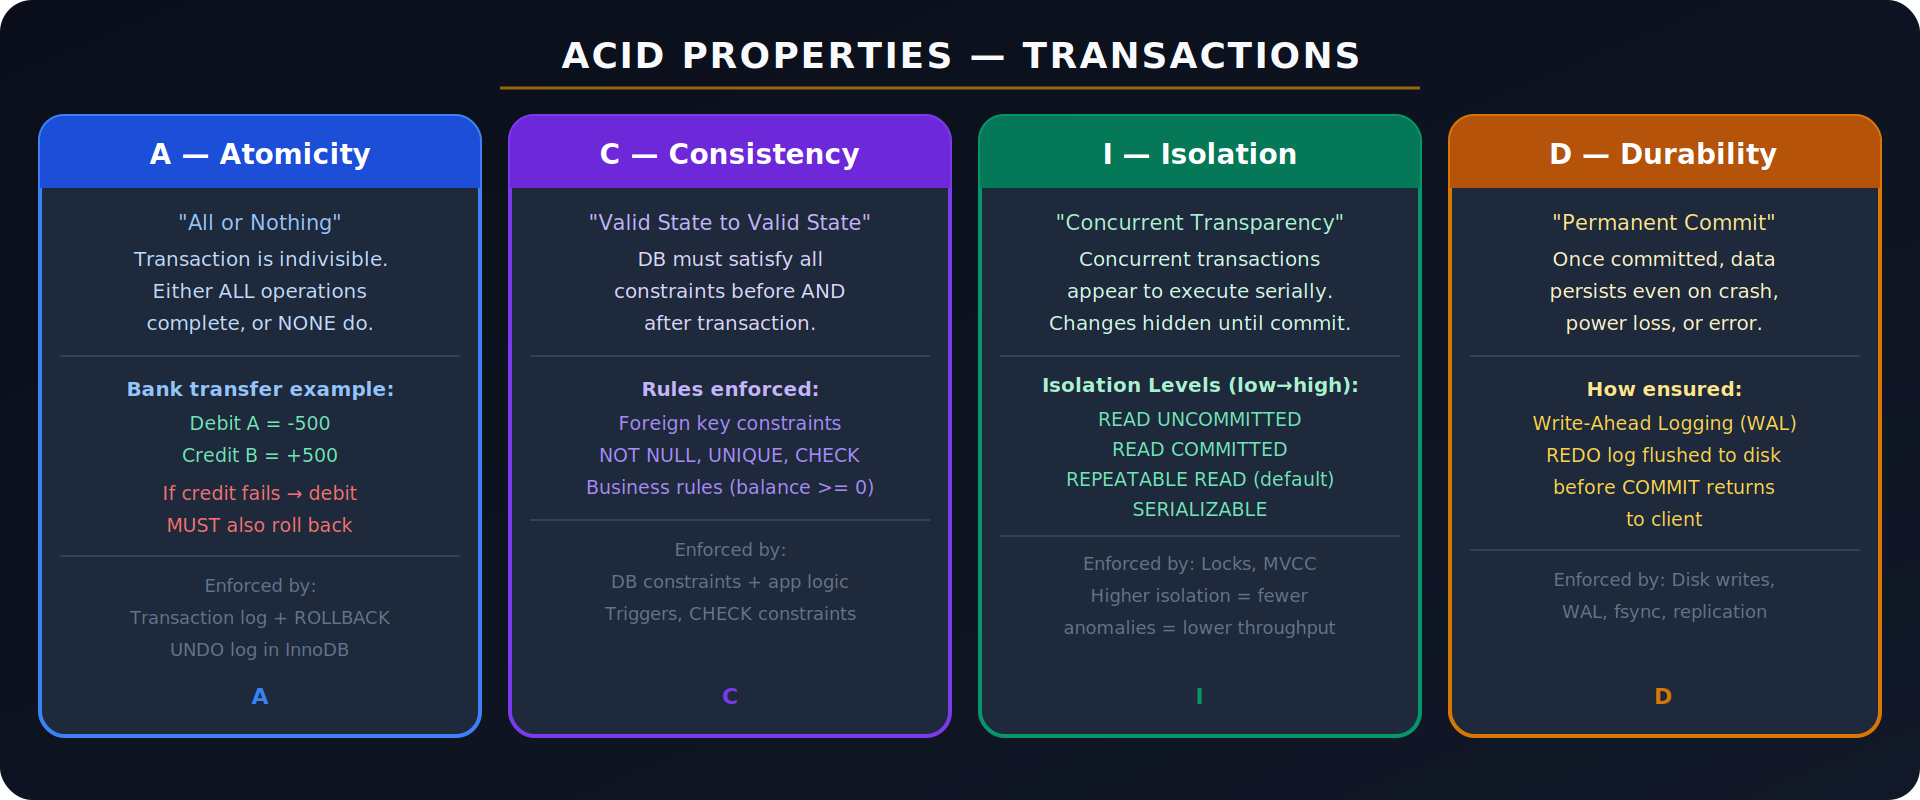 ACID PROPERTIES — TRANSACTIONS
A — Atomicity
"All or Nothing"
Transaction is indivisible.
Either ALL operations
complete, or NONE do.
Bank transfer example:
Debit A = -500
Credit B = +500
If credit fails → debit
MUST also roll back
Enforced by:
Transaction log + ROLLBACK
UNDO log in InnoDB
A
C — Consistency
"Valid State to Valid State"
DB must satisfy all
constraints before AND
after transaction.
Rules enforced:
Foreign key constraints
NOT NULL, UNIQUE, CHECK
Business rules (balance >= 0)
Enforced by:
DB constraints + app logic
Triggers, CHECK constraints
C
I — Isolation
"Concurrent Transparency"
Concurrent transactions
appear to execute serially.
Changes hidden until commit.
Isolation Levels (low→high):
READ UNCOMMITTED
READ COMMITTED
REPEATABLE READ (default)
SERIALIZABLE
Enforced by: Locks, MVCC
Higher isolation = fewer
anomalies = lower throughput
I
D — Durability
"Permanent Commit"
Once committed, data
persists even on crash,
power loss, or error.
How ensured:
Write-Ahead Logging (WAL)
REDO log flushed to disk
before COMMIT returns
to client
Enforced by: Disk writes,
WAL, fsync, replication
D